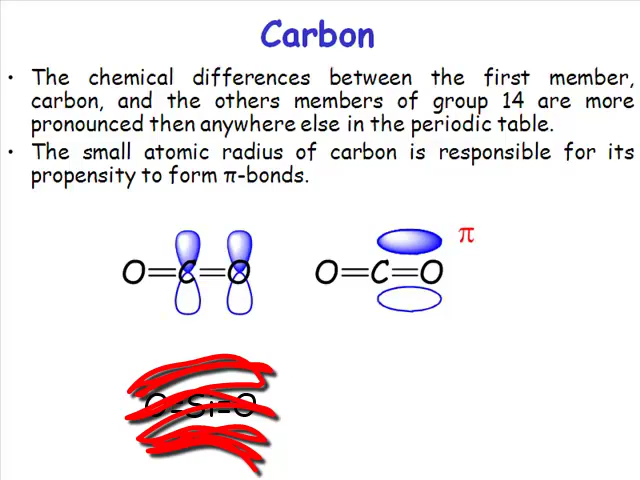 Carbon
• The chemical differences between the first member,
carbon, and the others members of group 14 are more
pronounced then anywhere else in the periodic table.
• The small atomic radius of carbon is responsible for its
propensity to form π-bonds.
π
O=C=O O=C=O
O=Si=O